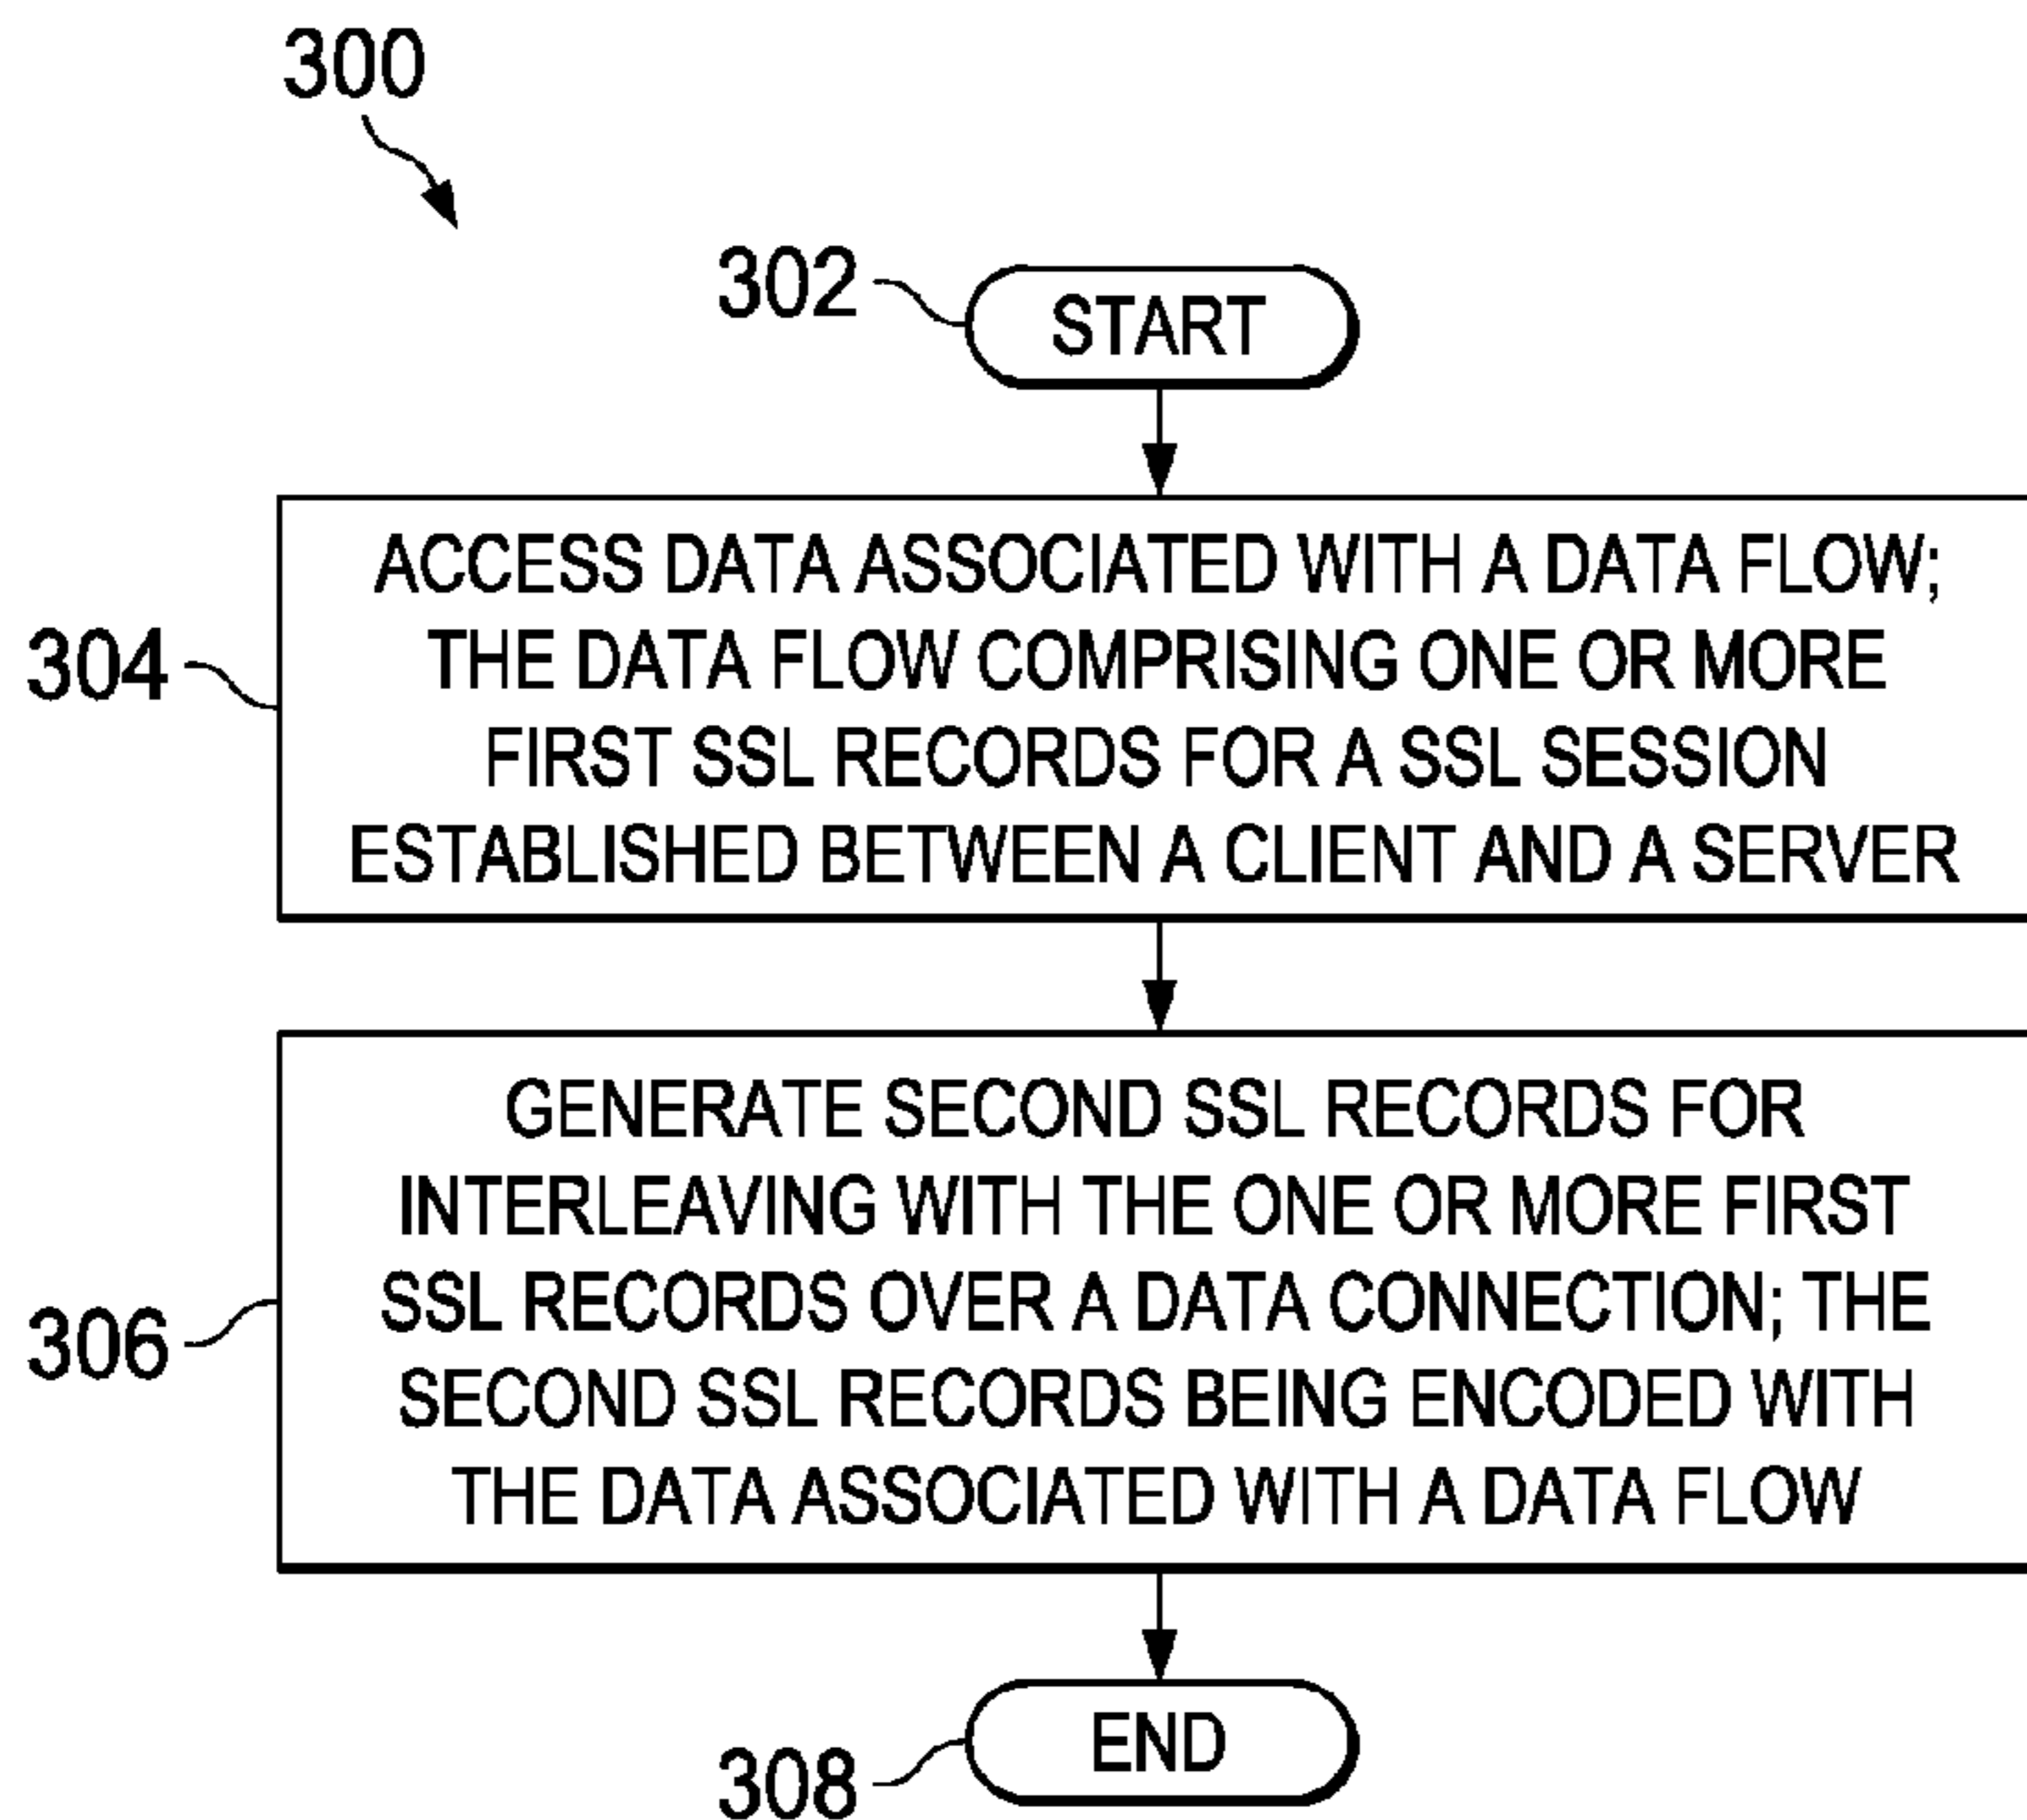 300
302
START
304
ACCESS DATA ASSOCIATED WITH A DATA FLOW;
THE DATA FLOW COMPRISING ONE OR MORE
FIRST SSL RECORDS FOR A SSL SESSION
ESTABLISHED BETWEEN A CLIENT AND A SERVER
306
GENERATE SECOND SSL RECORDS FOR
INTERLEAVING WITH THE ONE OR MORE FIRST
SSL RECORDS OVER A DATA CONNECTION; THE
SECOND SSL RECORDS BEING ENCODED WITH
THE DATA ASSOCIATED WITH A DATA FLOW
308
END